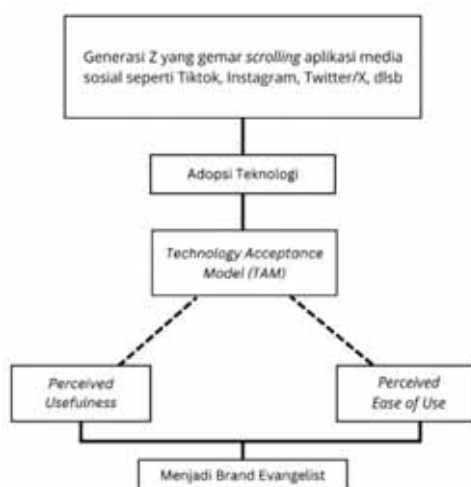 Generasi Z yang gemar scrolling aplikasi media
sosial seperti Tiktok, Instagram, Twitter/X, dlsb
Adopsi Teknologi
Technology Acceptance
Model (TAM)
Perceived
Usefulness
Perceived
Ease of Use
Menjadi Brand Evangelist